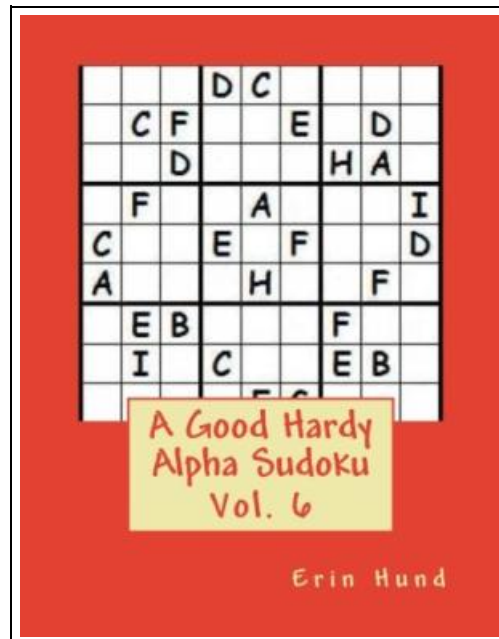 D C
C F E D
D H A
F A I
C E F D
A H F
E B F
I C E B
A Good Hardy
Alpha Sudoku
Vol. 6
Erin Hund